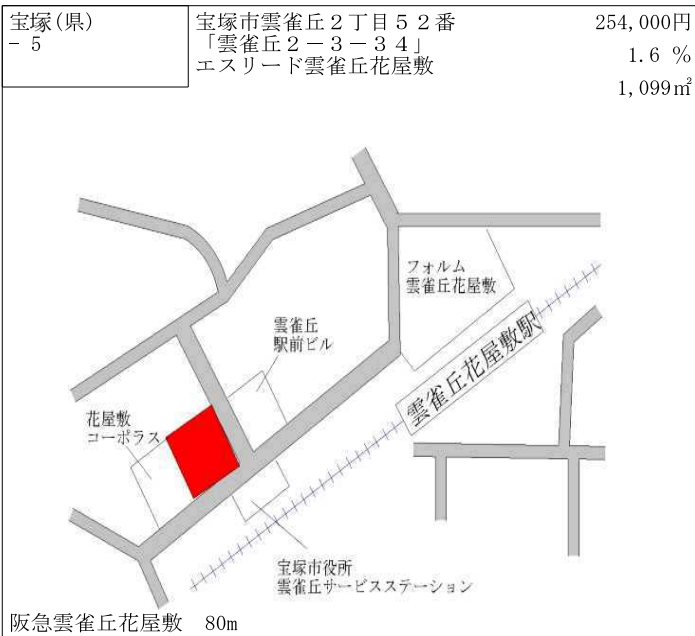 宝塚(県)
－５
宝塚市雲雀丘２丁目５２番
「雲雀丘２－３－３４」
エスリード雲雀丘花屋敷
254,000円
1.6 %
1,099㎡
フォルム
雲雀丘花屋敷
雲雀丘
駅前ビル
雲雀丘花屋敷駅
花屋敷
コーポラス
宝塚市役所
雲雀丘サービスステーション
阪急雲雀丘花屋敷 80m